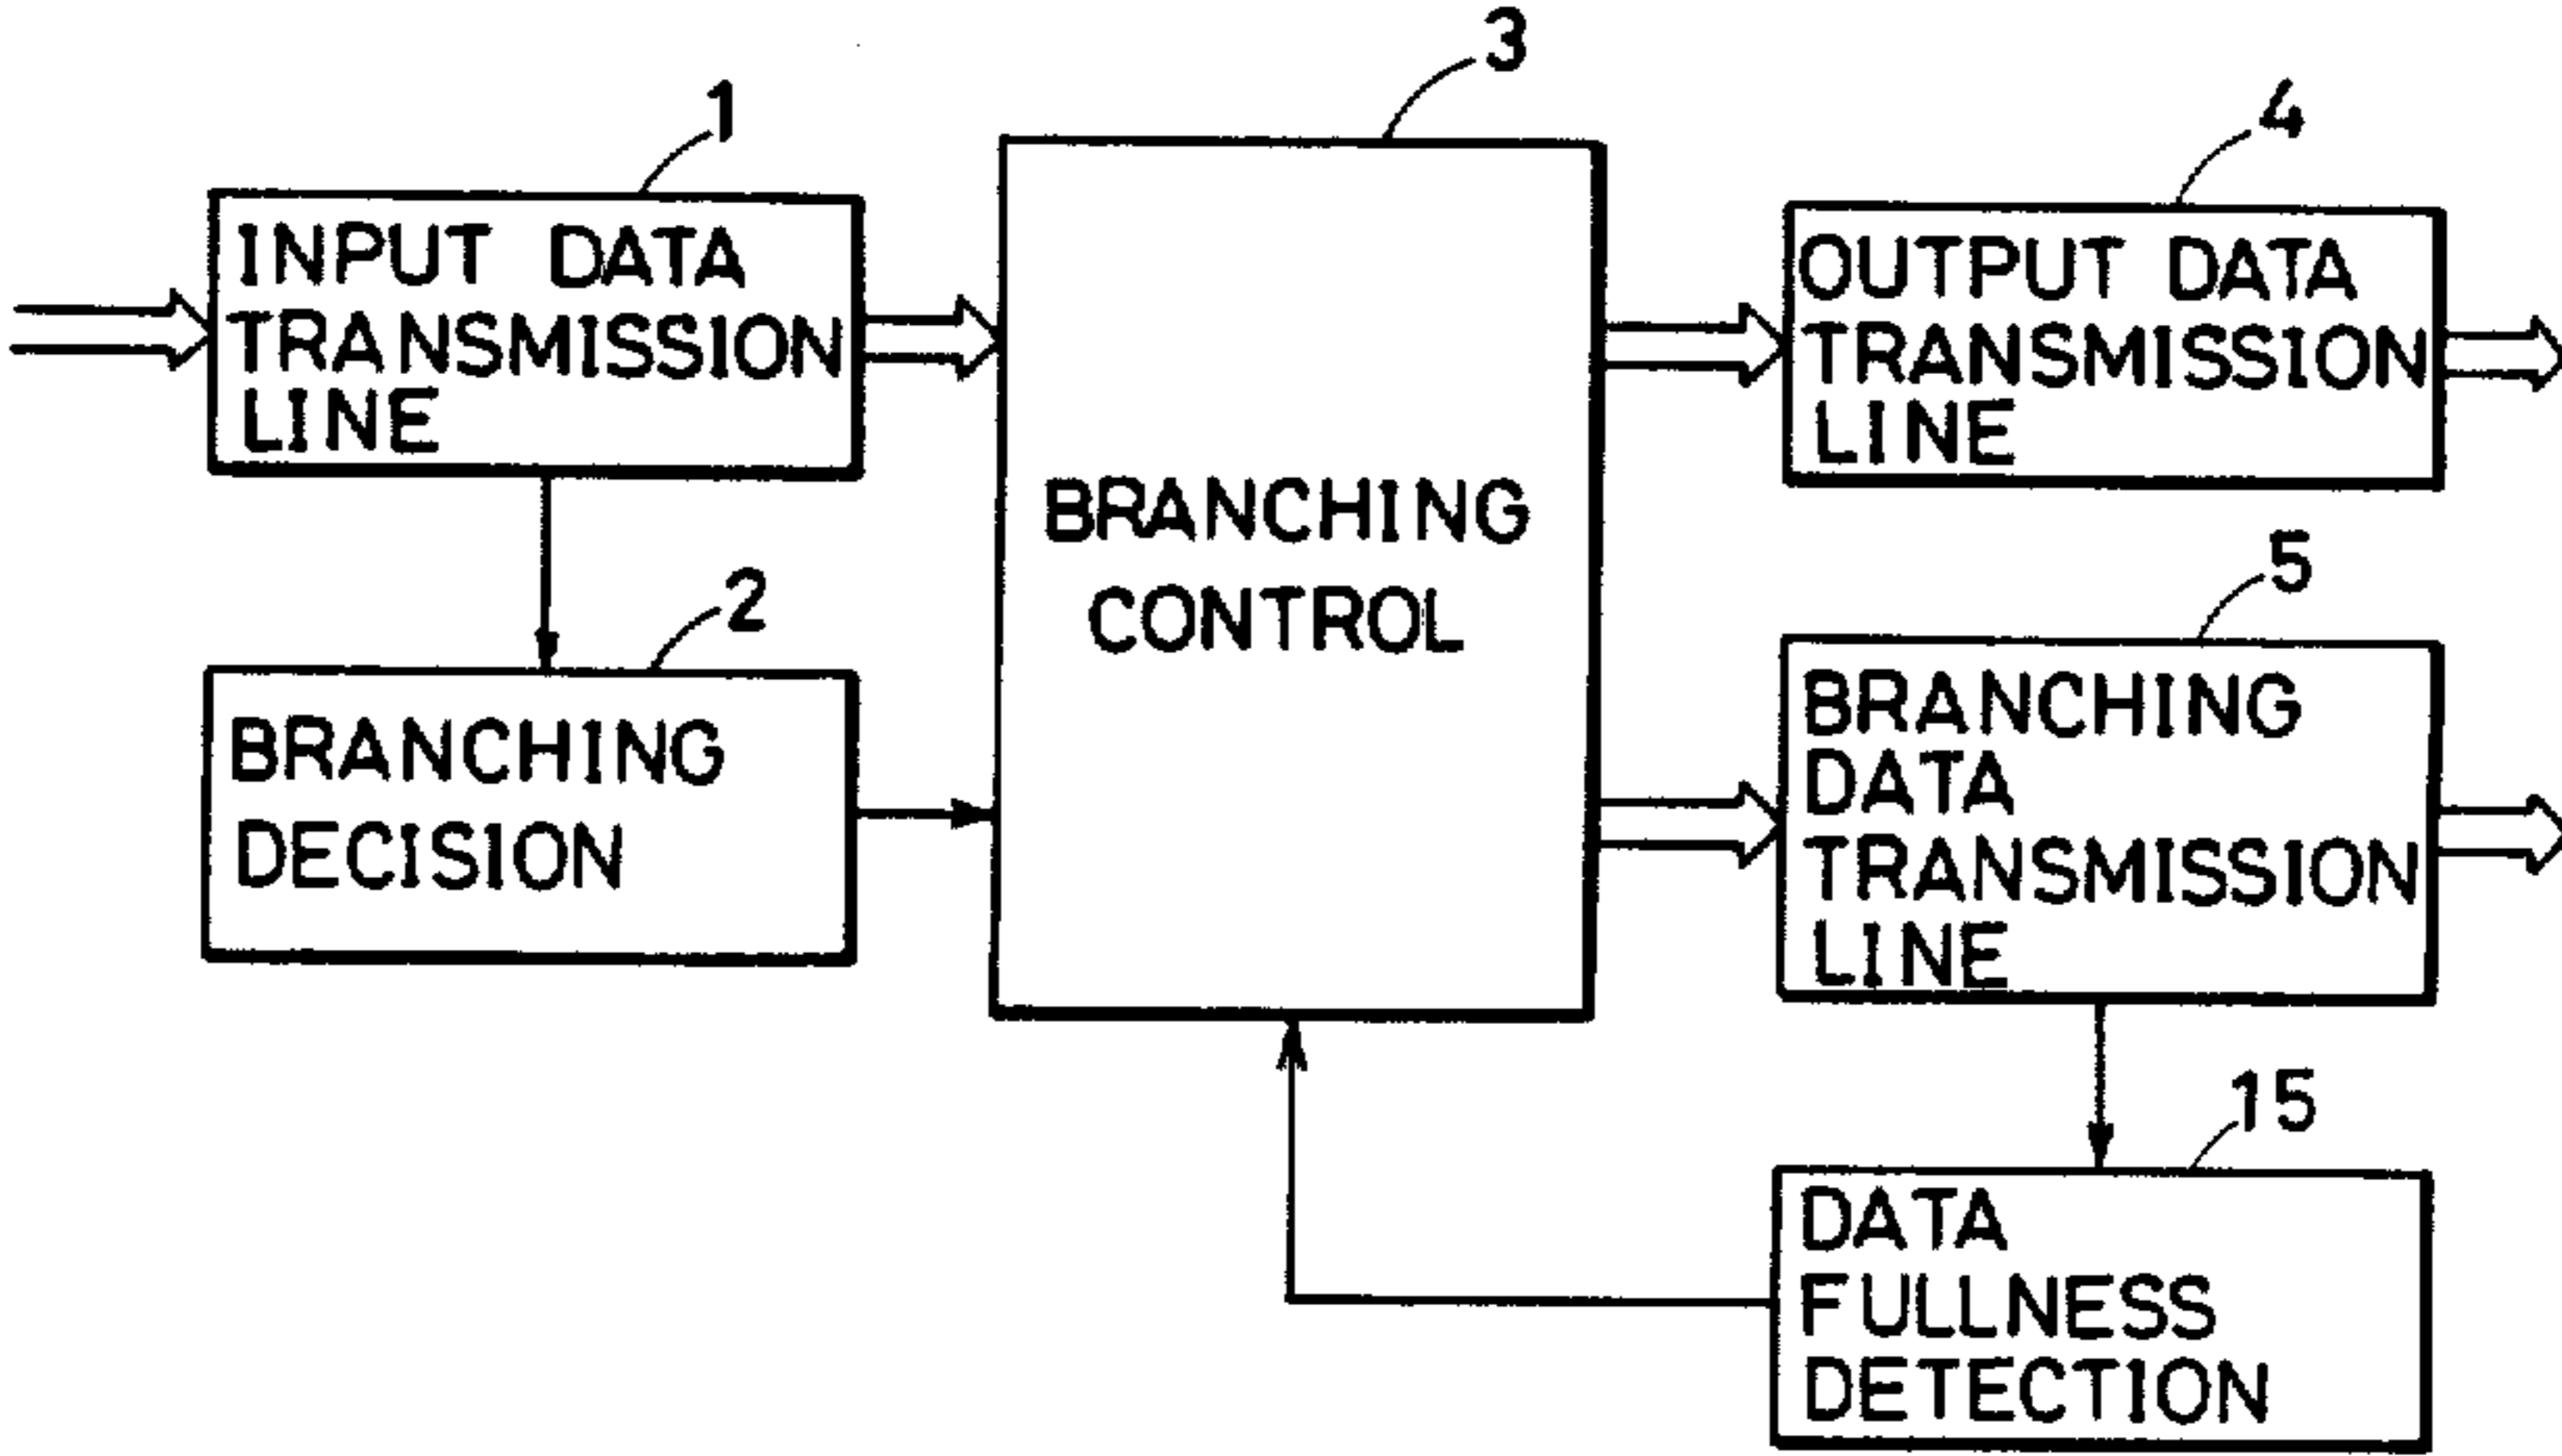 3
1
4
INPUT DATA
TRANSMISSION
LINE
OUTPUT DATA
TRANSMISSION
LINE
BRANCHING
CONTROL
2
BRANCHING
DECISION
5
BRANCHING
DATA
TRANSMISSION
LINE
15
DATA
FULLNESS
DETECTION